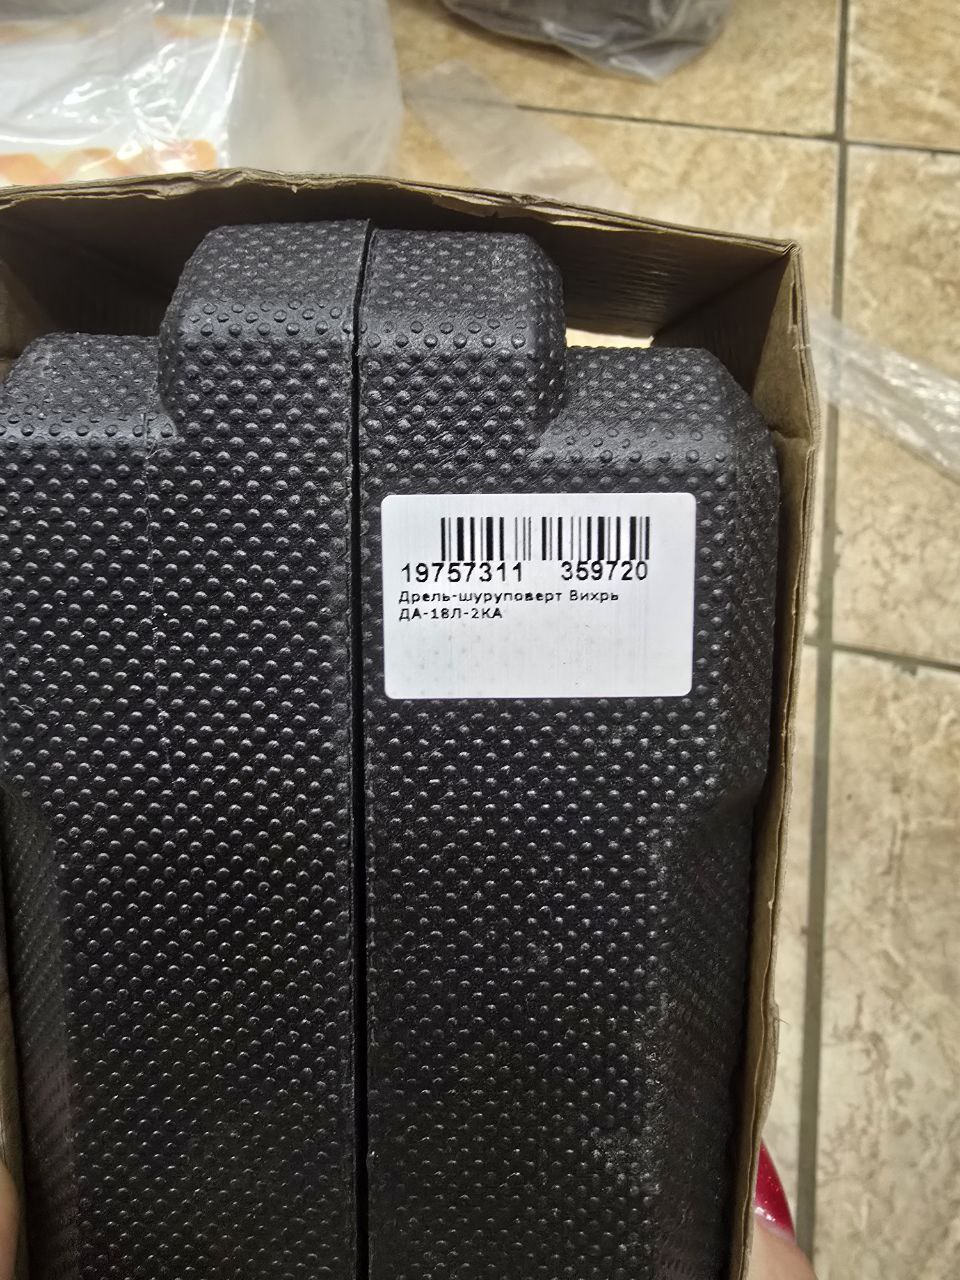 19757311 359720
Дрель-шуруповерт Вихрь
ДА-18Л-2КА